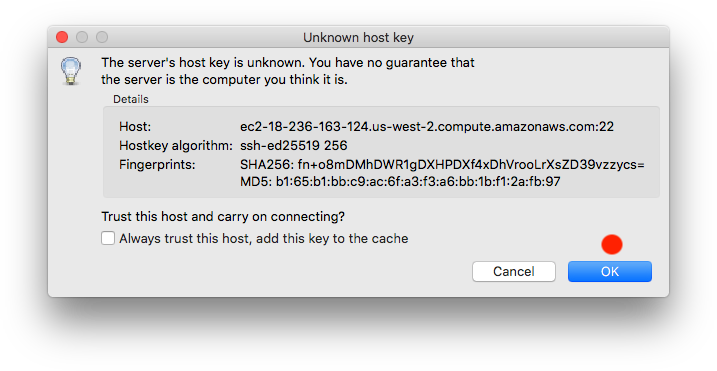 Unknown host key
The server's host key is unknown. You have no guarantee that
the server is the computer you think it is.
Details
Host: ec2-18-236-163-124.us-west-2.compute.amazonaws.com:22
Hostkey algorithm: ssh-ed25519 256
Fingerprints: SHA256: fn+o8mDMhDWR1gDXHPDXf4xDhVrooLrXsZD39vzzycs=
MD5: b1:65:b1:bb:c9:ac:6f:a3:f3:a6:bb:1b:f1:2a:fb:97
Trust this host and carry on connecting?
Always trust this host, add this key to the cache
Cancel OK